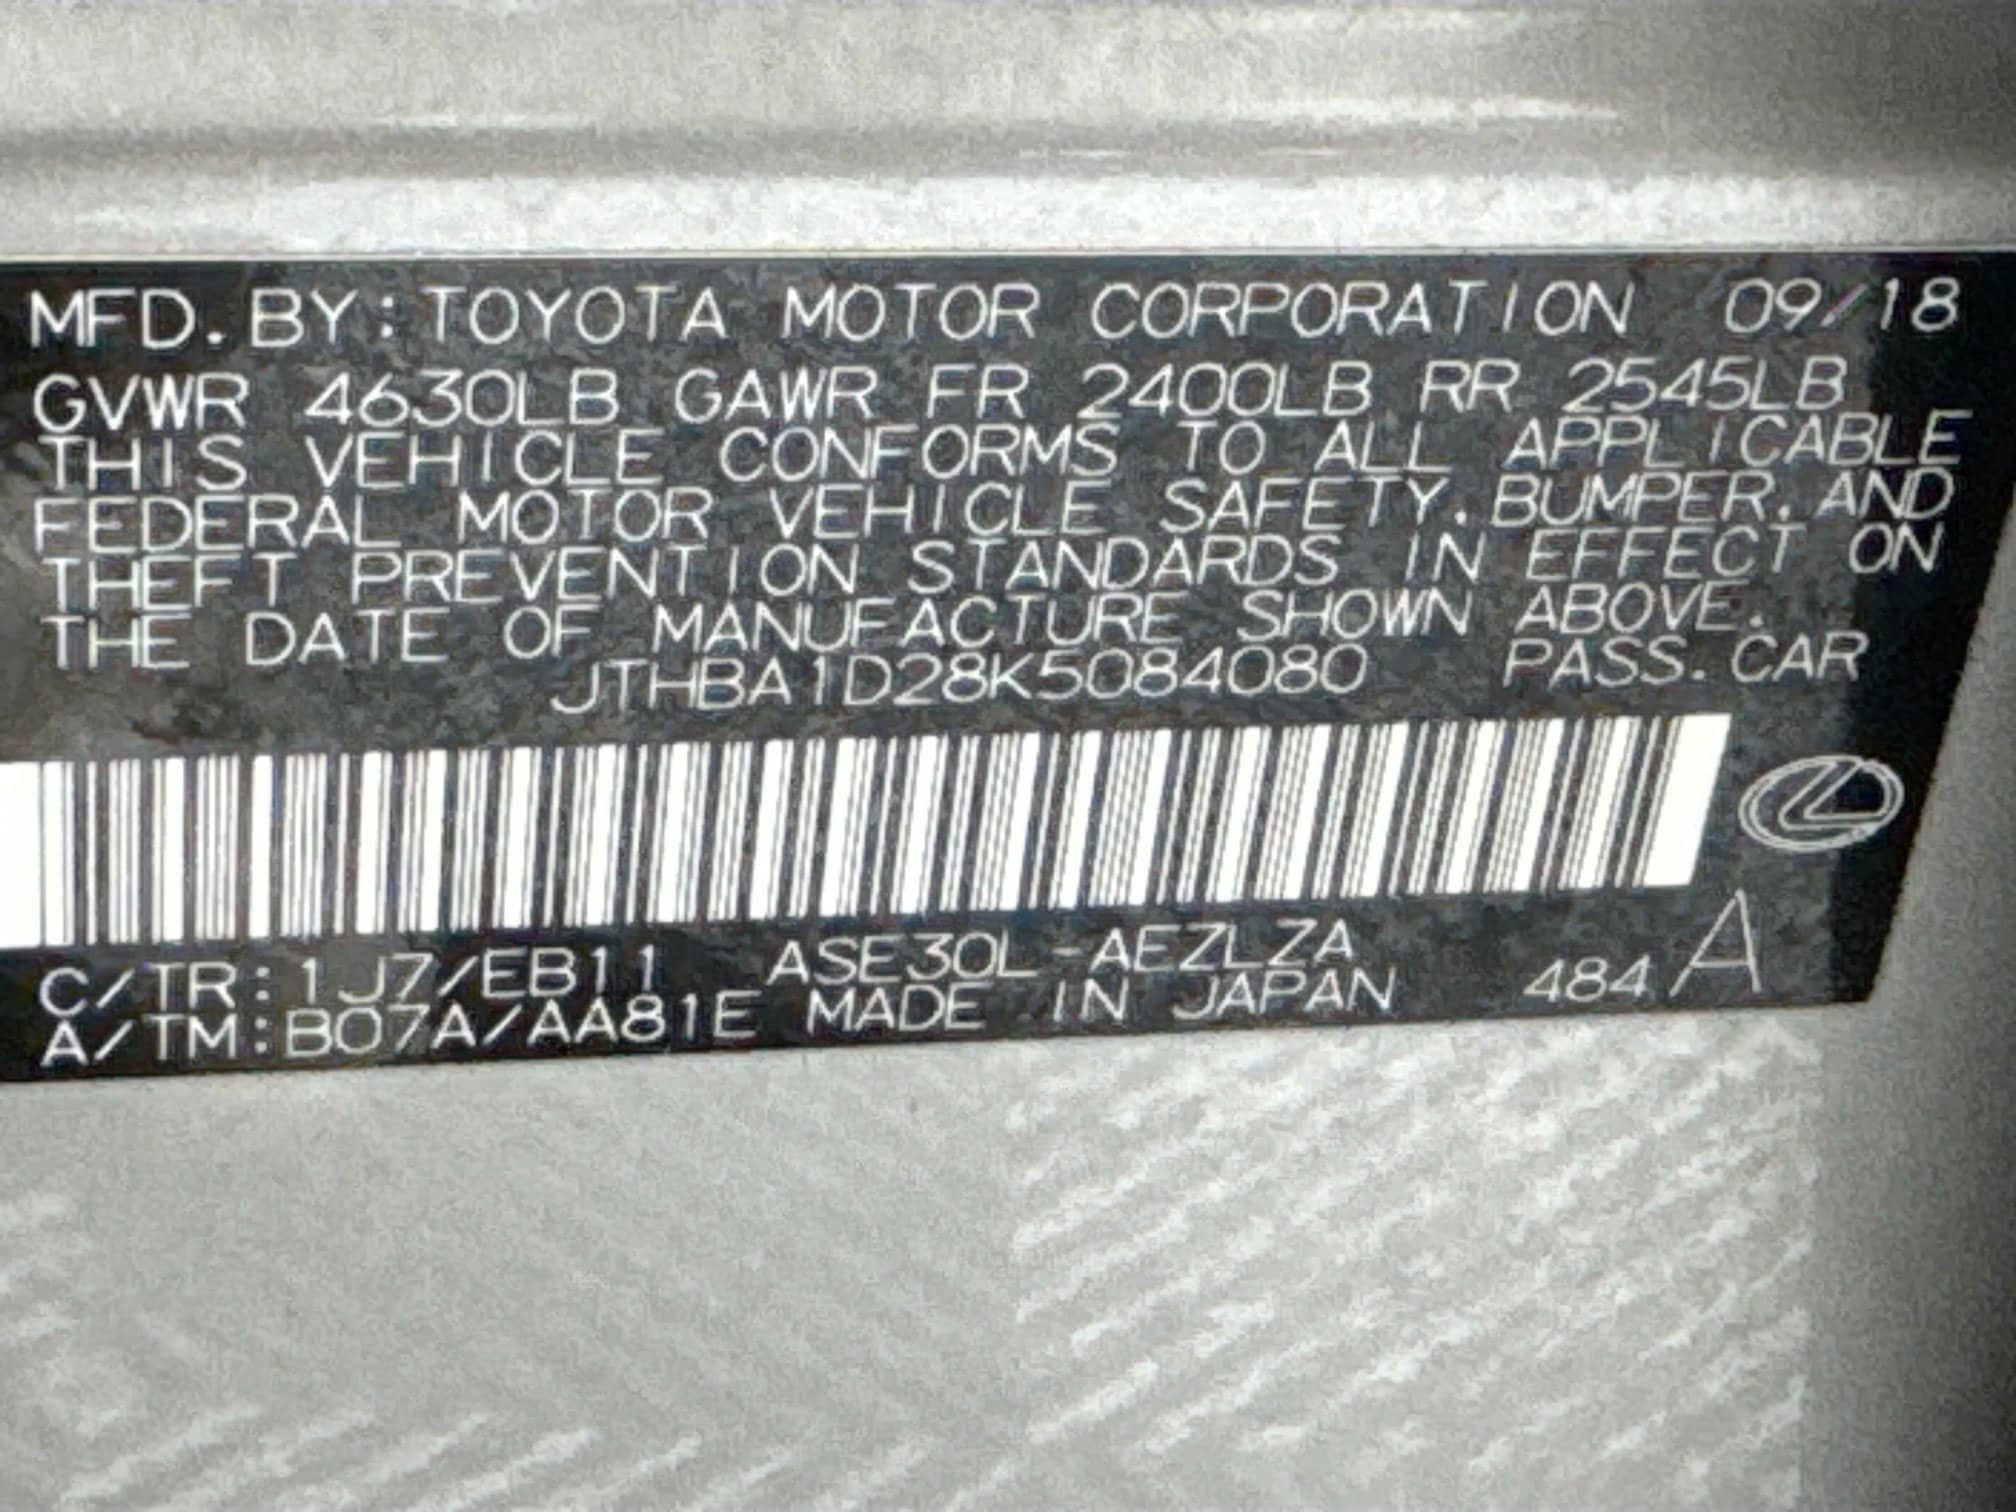 MFD. BY: TOYOTA MOTOR CORPORATION 09/18
GVWR 4630LB GAWR FR 2400LB RR 2545LB
THIS VEHICLE CONFORMS TO ALL APPLICABLE
FEDERAL MOTOR VEHICLE SAFETY, BUMPER, AND
THEFT PREVENTION STANDARDS IN EFFECT ON
THE DATE OF MANUFACTURE SHOWN ABOVE.
JTHBA1D28K5084080 PASS. CAR
C/TR: 1J7/EB11 ASE30L-AEZLZA
A/TM: B07A/AA81E MADE IN JAPAN 484 A